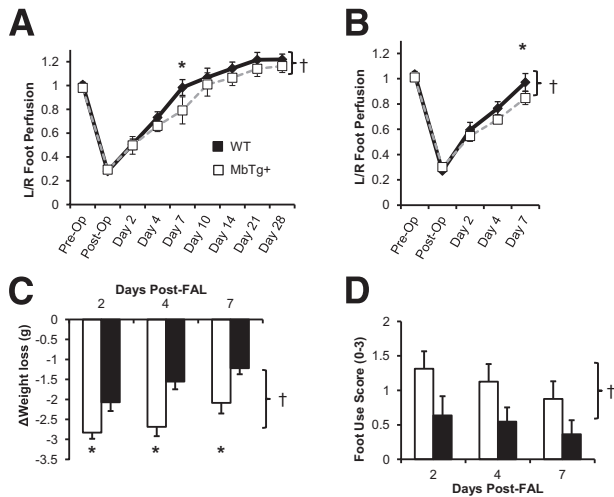 A
1.2
1
0.8
0.6
0.4
0.2
0
L/R Foot Perfusion
*
†
WT
MbTg+
Pre-Op
Post-Op
Day 2
Day 4
Day 7
Day 10
Day 14
Day 21
Day 28
B
1.2
1
0.8
0.6
0.4
0.2
0
L/R Foot Perfusion
*
†
Pre-Op
Post-Op
Day 2
Day 4
Day 7
C
Days Post-FAL
2 4 7
0
-0.5
-1
-1.5
-2
-2.5
-3
-3.5
ΔWeight loss (g)
†
* * *
D
2
1.5
1
0.5
0
Foot Use Score (0-3)
†
2 4 7
Days Post-FAL